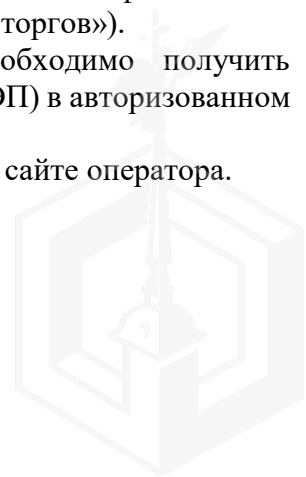 торгов»).
обходимо получить
ЭП) в авторизованном
сайте оператора.